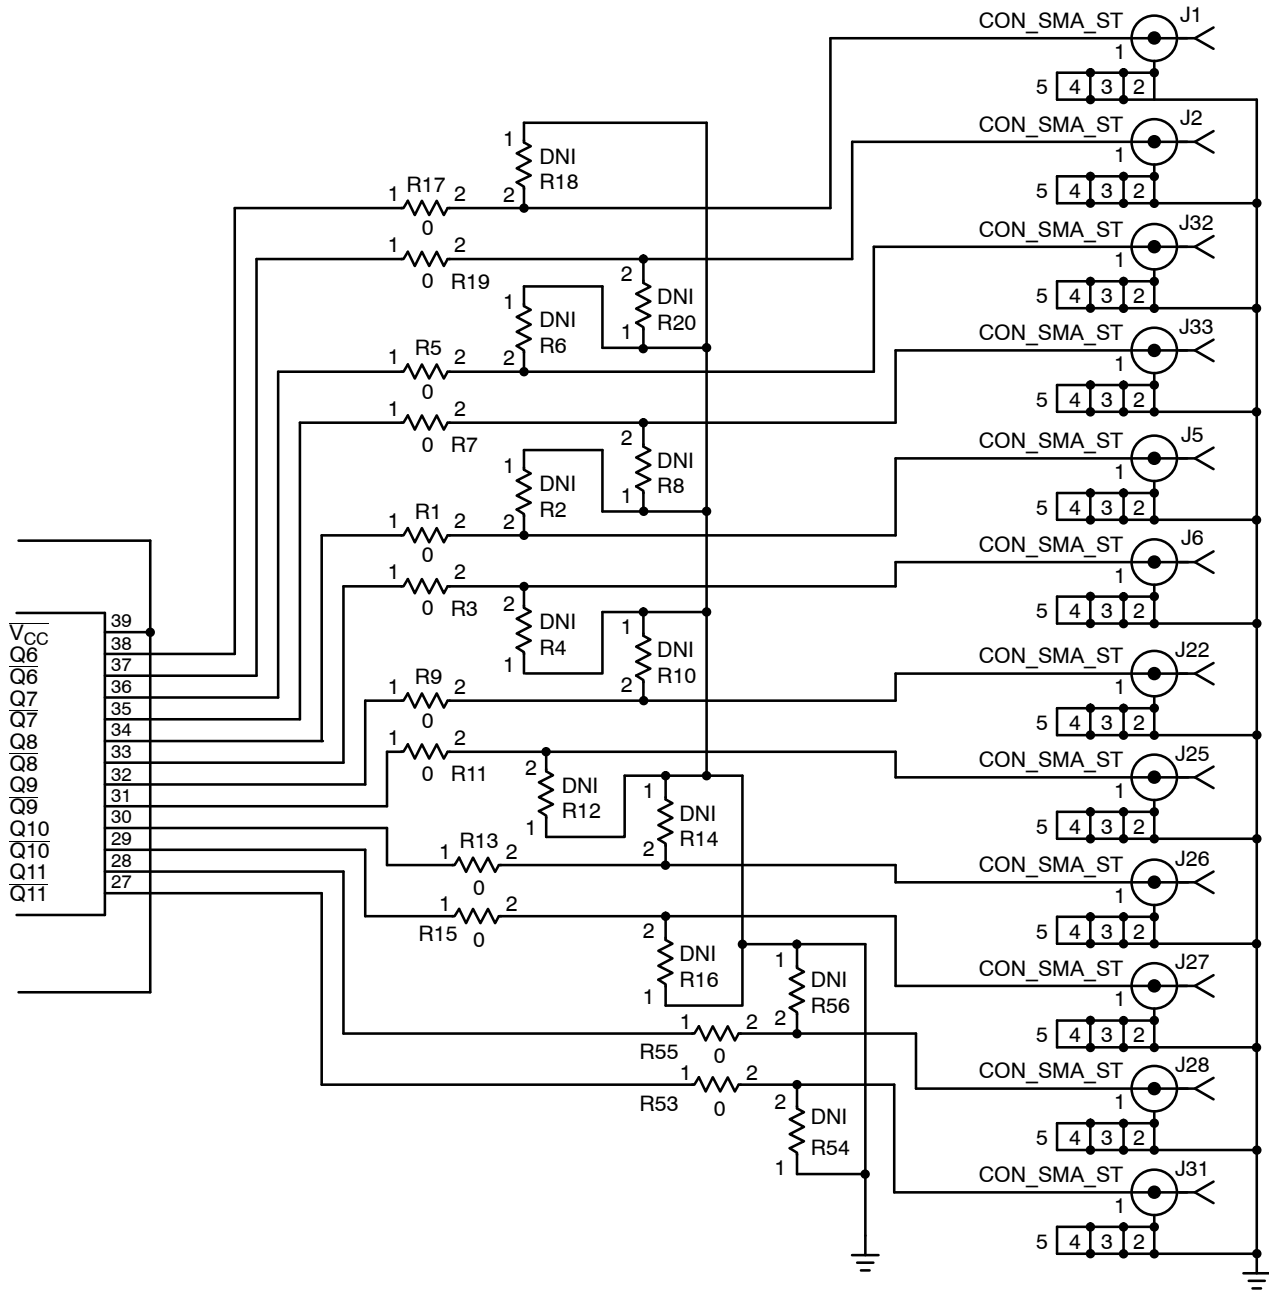 CON_SMA_ST J1
1
5 4 3 2
CON_SMA_ST J2
1
5 4 3 2
1 DNI
2 R18
1 R17 2
0
CON_SMA_ST J32
1
5 4 3 2
1 2
0 R19
2 DNI
1 R20
1 DNI
2 R6
CON_SMA_ST J33
1
5 4 3 2
1 R5 2
0
1 2
0 R7
CON_SMA_ST J5
1
5 4 3 2
2 DNI
1 R8
1 DNI
2 R2
1 R1 2
0
CON_SMA_ST J6
1
5 4 3 2
1 2
0 R3
2 DNI
1 R4
1 DNI
2 R10
CON_SMA_ST J22
1
5 4 3 2
1 R9 2
0
1 2
0 R11
CON_SMA_ST J25
1
5 4 3 2
2 DNI
1 R12
1 DNI
2 R14
VCC 39
Q6 38
Q6 37
Q7 36
Q7 35
Q8 34
Q8 33
Q9 32
Q9 31
Q10 30
Q10 29
Q11 28
Q11 27
1 R13 2
0
CON_SMA_ST J26
1
5 4 3 2
1 2
R15 0
2 DNI
1 R16
CON_SMA_ST J27
1
5 4 3 2
1 DNI
2 R56
1 2
R55 0
CON_SMA_ST J28
1
5 4 3 2
1 2
R53 0
2 DNI
1 R54
CON_SMA_ST J31
1
5 4 3 2